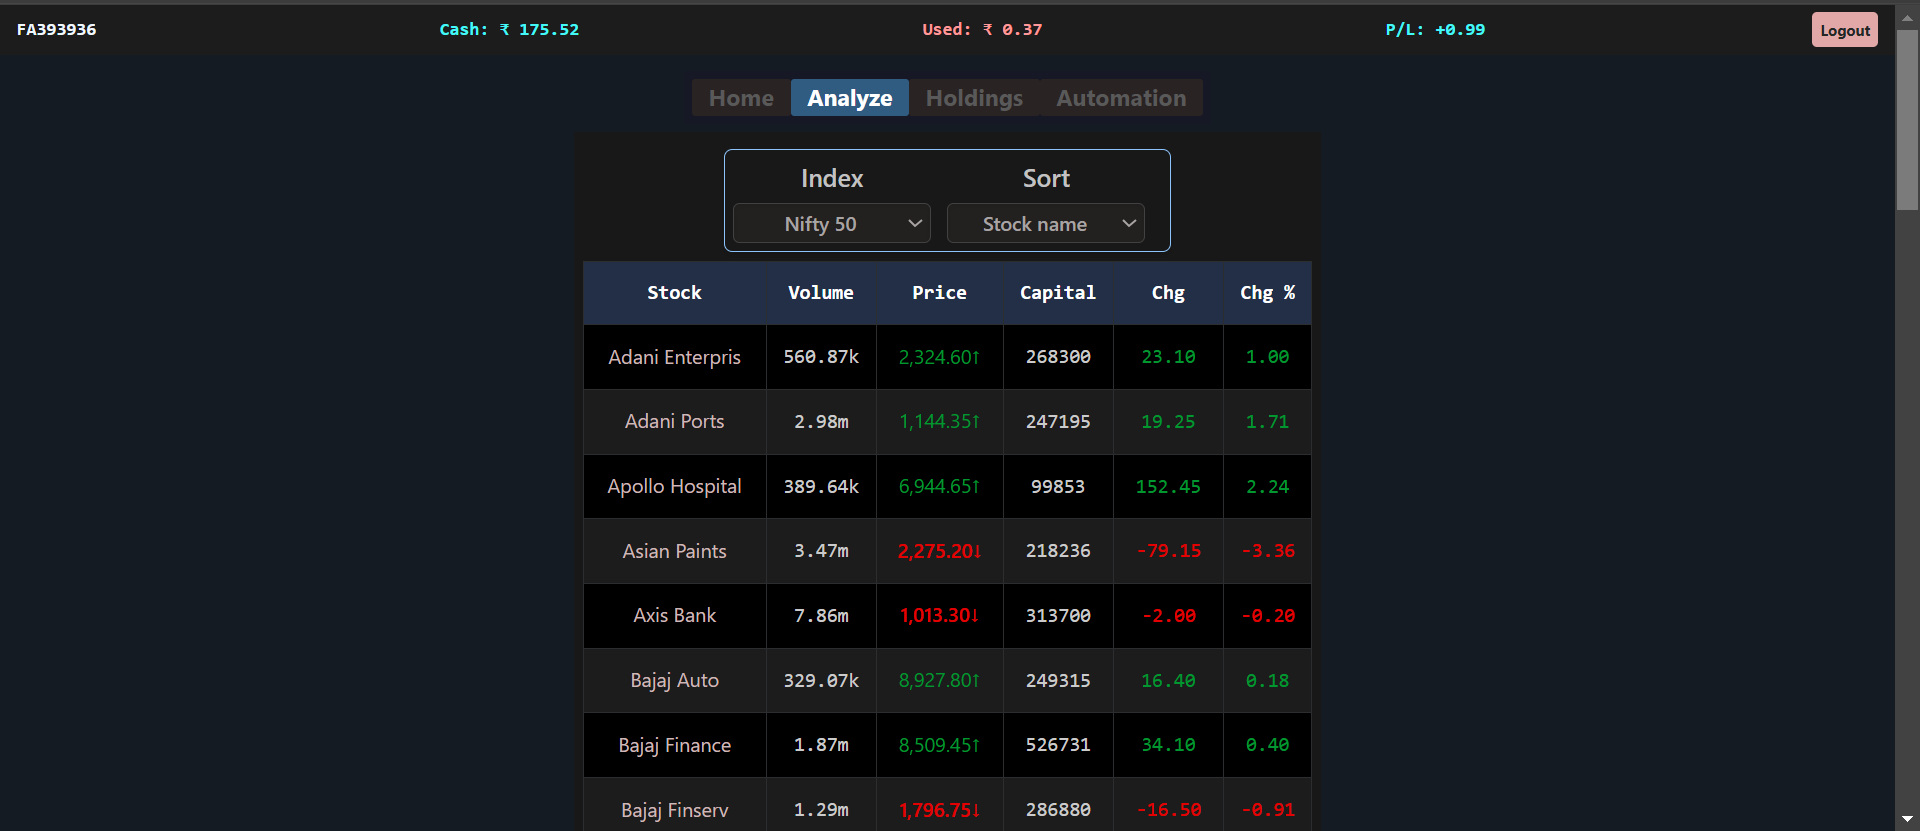 FA393936 Cash: ₹ 175.52 Used: ₹ 0.37 P/L: +0.99 Logout
Home Analyze Holdings Automation
Index Sort
Nifty 50 Stock name
Stock Volume Price Capital Chg Chg %
Adani Enterpris 560.87k 2,324.60↑ 268300 23.10 1.00
Adani Ports 2.98m 1,144.35↑ 247195 19.25 1.71
Apollo Hospital 389.64k 6,944.65↑ 99853 152.45 2.24
Asian Paints 3.47m 2,275.20↓ 218236 -79.15 -3.36
Axis Bank 7.86m 1,013.30↓ 313700 -2.00 -0.20
Bajaj Auto 329.07k 8,927.80↑ 249315 16.40 0.18
Bajaj Finance 1.87m 8,509.45↑ 526731 34.10 0.40
Bajaj Finserv 1.29m 1,796.75↓ 286880 -16.50 -0.91